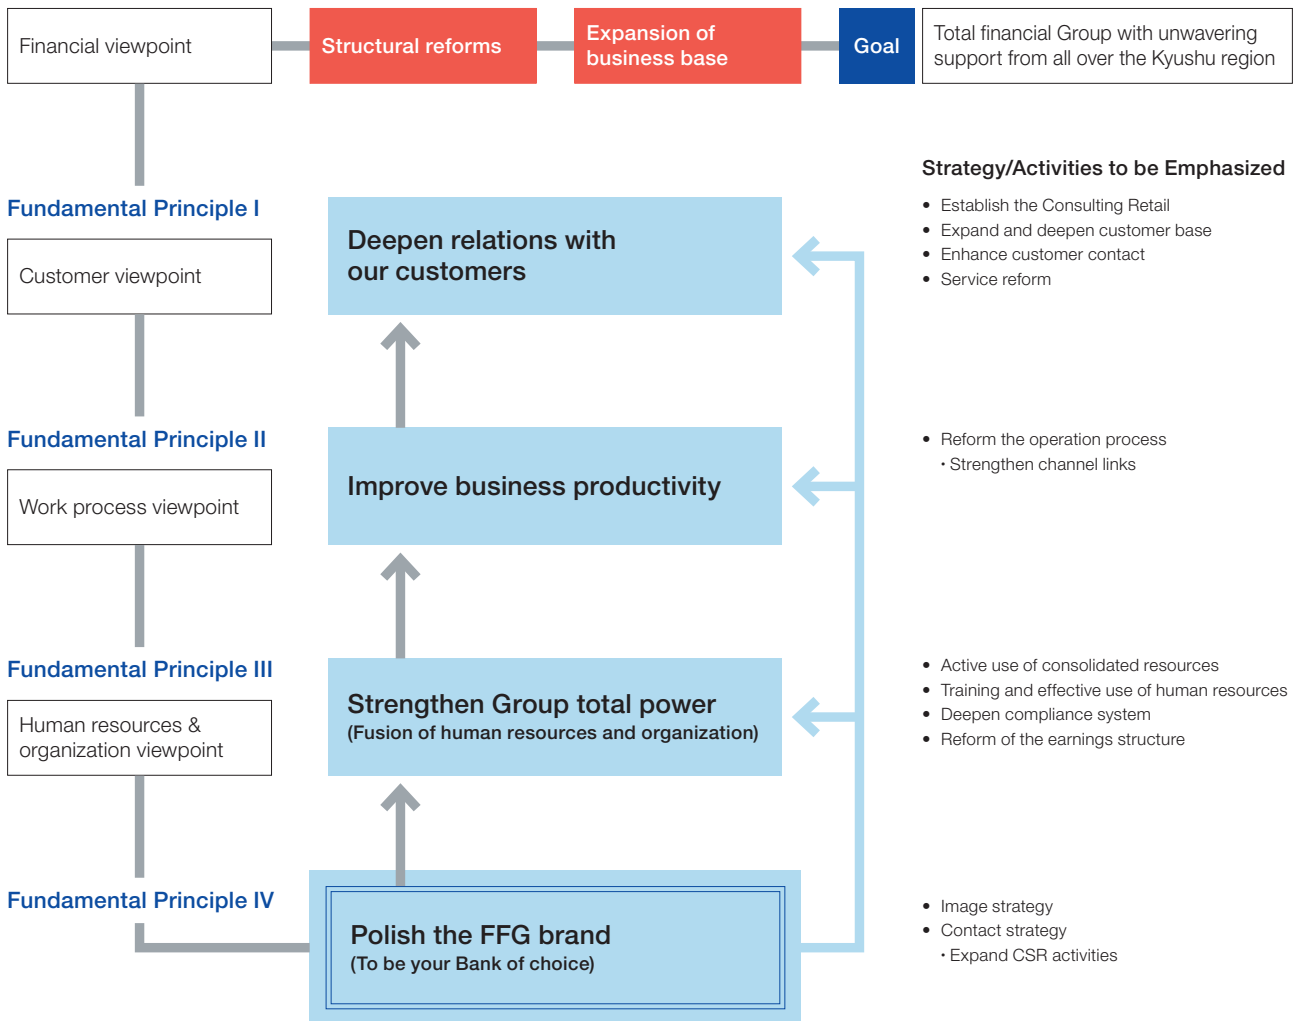 Financial viewpoint
Structural reforms
Expansion of
business base
Goal
Total financial Group with unwavering
support from all over the Kyushu region
Strategy/Activities to be Emphasized
Fundamental Principle I
Customer viewpoint
Deepen relations with
our customers
• Establish the Consulting Retail
• Expand and deepen customer base
• Enhance customer contact
• Service reform
Fundamental Principle II
Work process viewpoint
Improve business productivity
• Reform the operation process
・Strengthen channel links
Fundamental Principle III
Human resources &
organization viewpoint
Strengthen Group total power
(Fusion of human resources and organization)
• Active use of consolidated resources
• Training and effective use of human resources
• Deepen compliance system
• Reform of the earnings structure
Fundamental Principle IV
Polish the FFG brand
(To be your Bank of choice)
• Image strategy
• Contact strategy
・Expand CSR activities